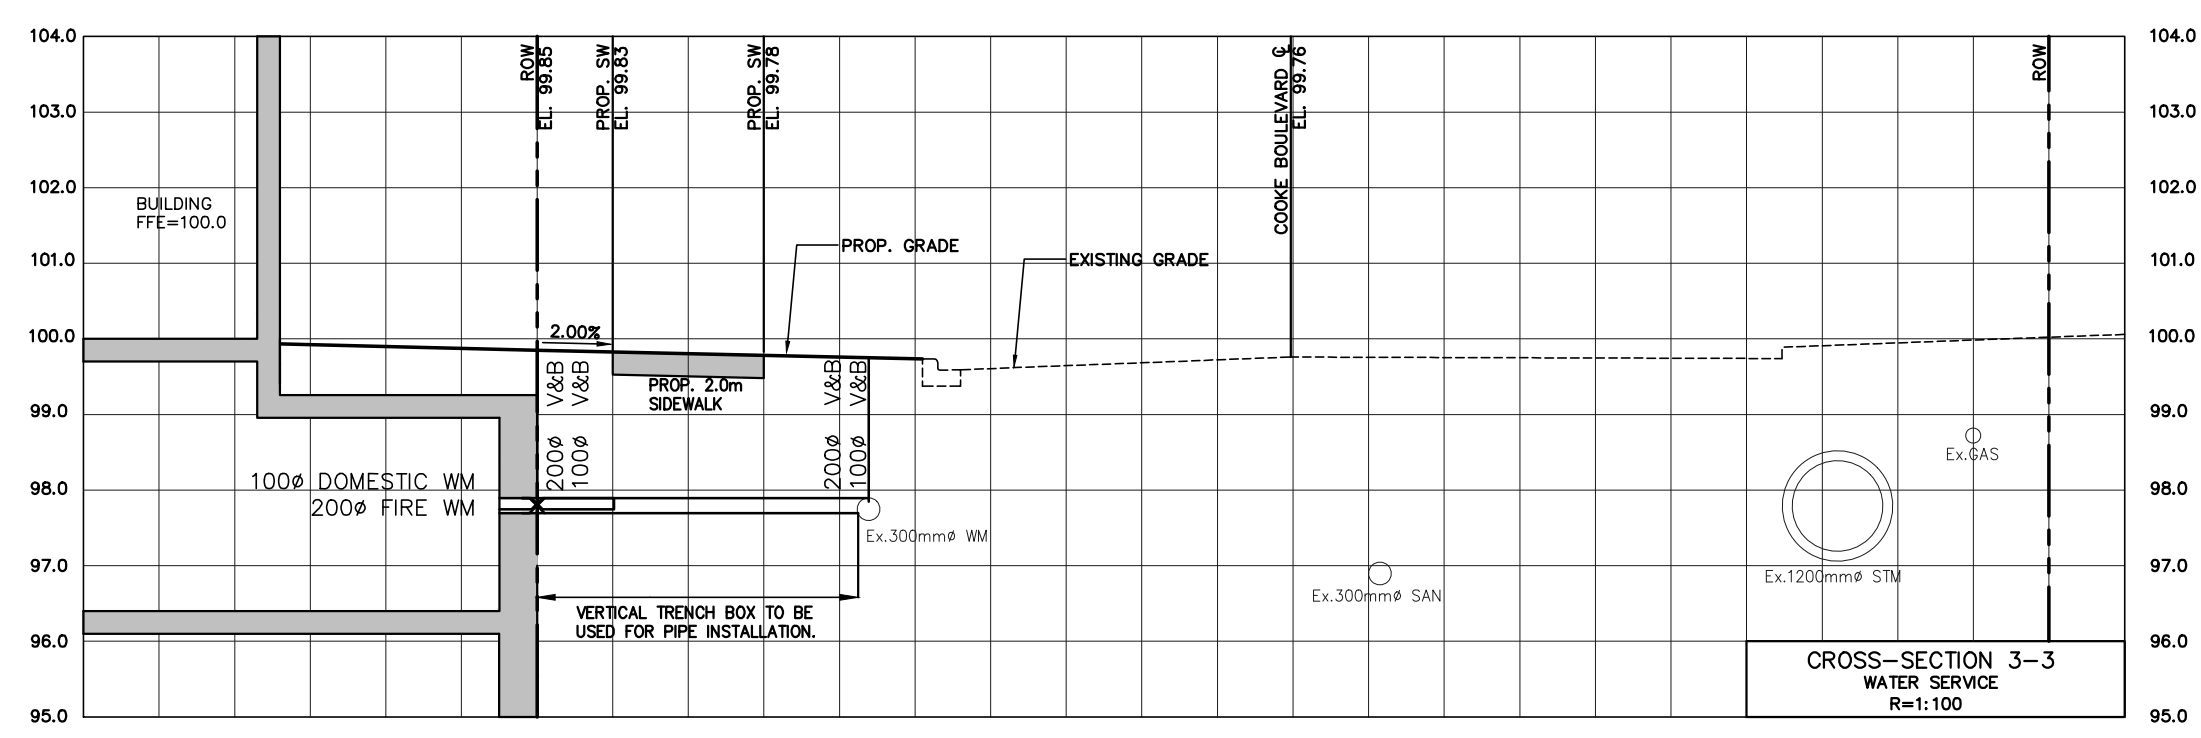 104.0
103.0
102.0
101.0
100.0
99.0
98.0
97.0
96.0
95.0
BUILDING
FFE=100.0
ROW
EL. 99.85
PROP. SW
EL. 99.83
PROP. SW
EL. 99.78
COOKE BOULEVARD ℄
EL. 99.76
ROW
PROP. GRADE
EXISTING GRADE
2.00%
200ø V&B
100ø V&B
PROP. 2.0m
SIDEWALK
200ø V&B
100ø V&B
100ø DOMESTIC WM
200ø FIRE WM
Ex.300mmø WM
VERTICAL TRENCH BOX TO BE
USED FOR PIPE INSTALLATION.
Ex.300mmø SAN
Ex.1200mmø STM
Ex.GAS
CROSS-SECTION 3-3
WATER SERVICE
R=1:100
104.0
103.0
102.0
101.0
100.0
99.0
98.0
97.0
96.0
95.0